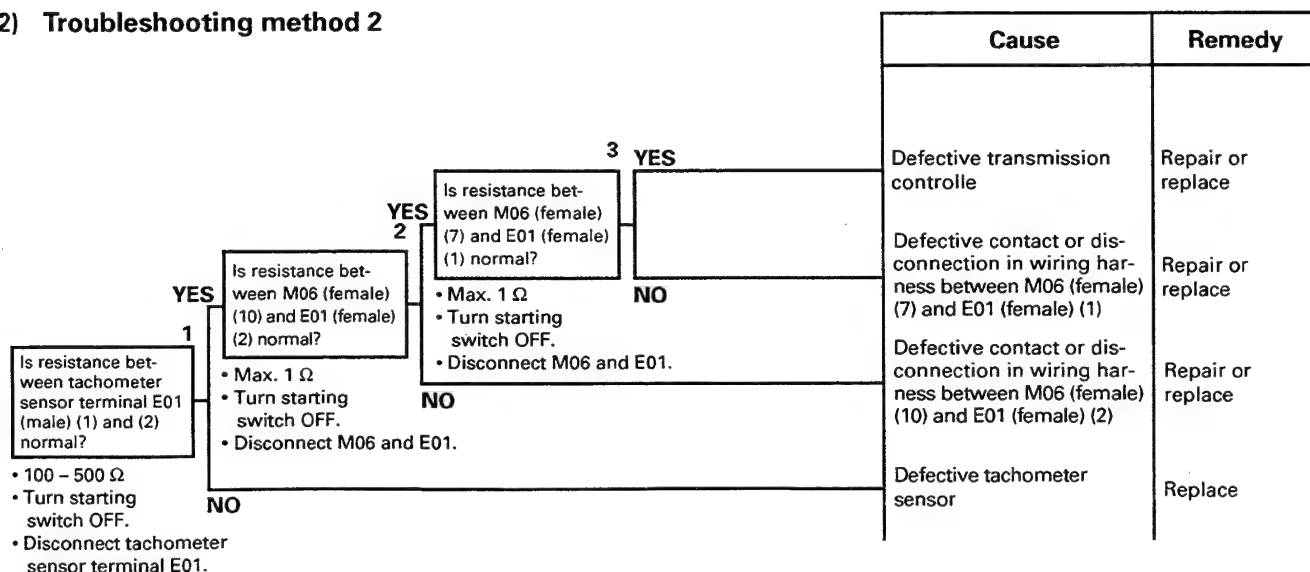 2) Troubleshooting method 2
Cause
Remedy
3 YES
Defective transmission
controlle
Repair or
replace
Is resistance bet-
ween M06 (female)
(7) and E01 (female)
(1) normal?
YES
2
• Max. 1 Ω
• Turn starting
switch OFF.
• Disconnect M06 and E01.
NO
Defective contact or dis-
connection in wiring har-
ness between M06 (female)
(7) and E01 (female) (1)
Repair or
replace
Is resistance bet-
ween M06 (female)
(10) and E01 (female)
(2) normal?
YES
1
• Max. 1 Ω
• Turn starting
switch OFF.
• Disconnect M06 and E01.
NO
Defective contact or dis-
connection in wiring har-
ness between M06 (female)
(10) and E01 (female) (2)
Repair or
replace
Is resistance bet-
ween tachometer
sensor terminal E01
(male) (1) and (2)
normal?
• 100 – 500 Ω
• Turn starting
switch OFF.
• Disconnect tachometer
sensor terminal E01.
NO
Defective tachometer
sensor
Replace